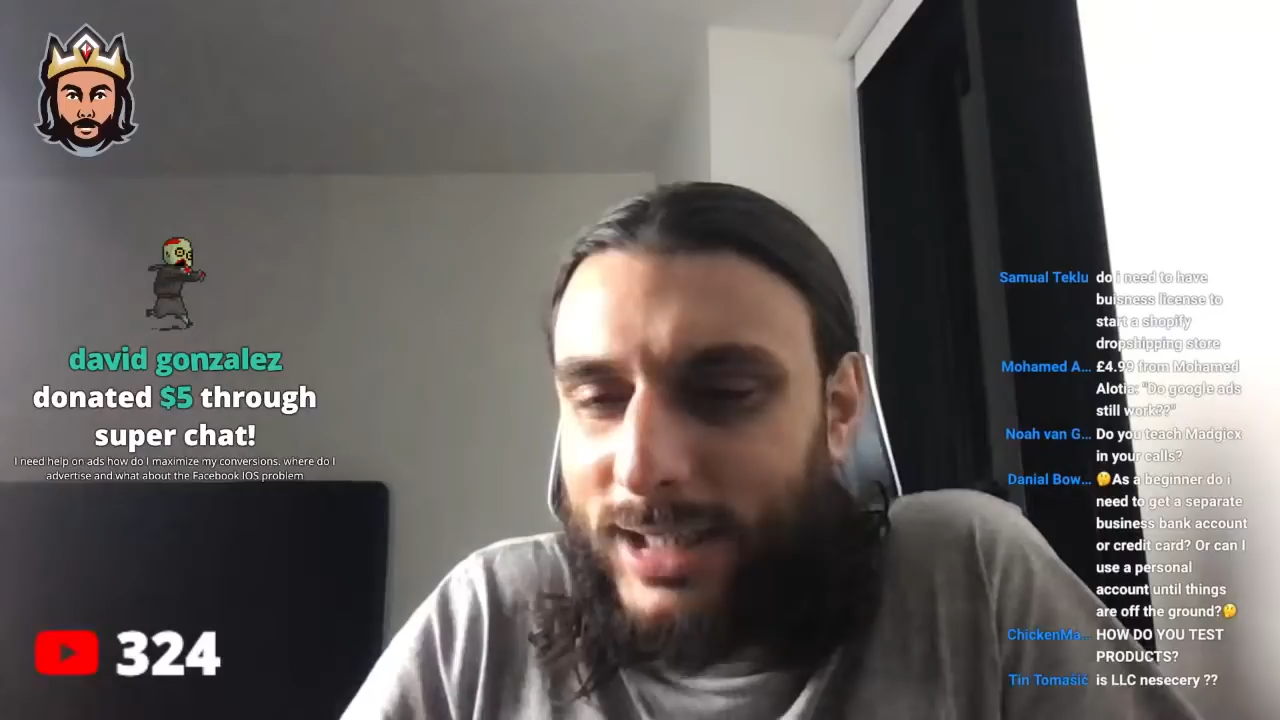 david gonzalez
donated $5 through
super chat!
I need help on ads how do I maximize my conversions. where do I
advertise and what about the Facebook IOS problem
324
Samual Teklu do i need to have
buisness license to
start a shopify
dropshipping store
Mohamed A... £4.99 from Mohamed
Alotia: "Do google ads
still work??"
Noah van G... Do you teach Madgicx
in your calls?
Danial Bow... 🤔As a beginner do i
need to get a separate
business bank account
or credit card? Or can I
use a personal
account until things
are off the ground?🤔
ChickenMa... HOW DO YOU TEST
PRODUCTS?
Tin Tomašić is LLC nesecery ??